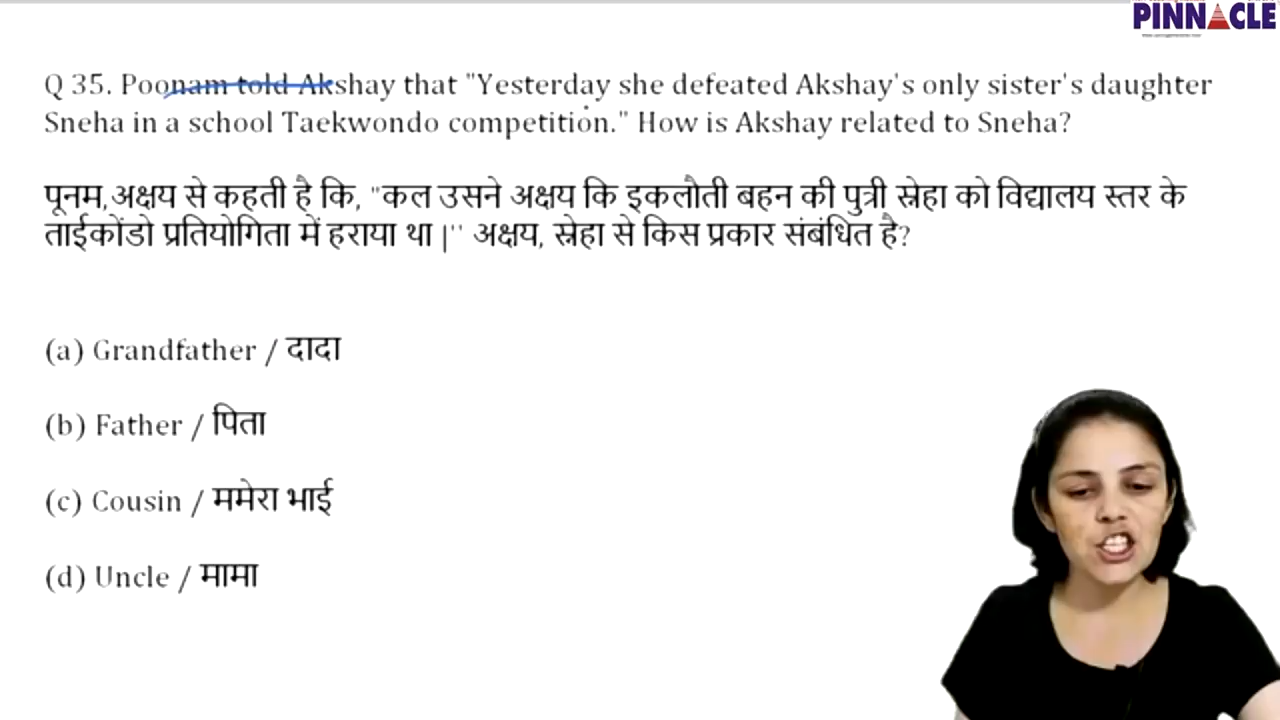 PINNACLE
Q 35. Poonam told Akshay that "Yesterday she defeated Akshay's only sister's daughter
Sneha in a school Taekwondo competition." How is Akshay related to Sneha?
पूनम,अक्षय से कहती है कि, "कल उसने अक्षय कि इकलौती बहन की पुत्री स्नेहा को विद्यालय स्तर के
ताईकोंडो प्रतियोगिता में हराया था |'' अक्षय, स्नेहा से किस प्रकार संबंधित है?
(a) Grandfather / दादा
(b) Father / पिता
(c) Cousin / ममेरा भाई
(d) Uncle / मामा